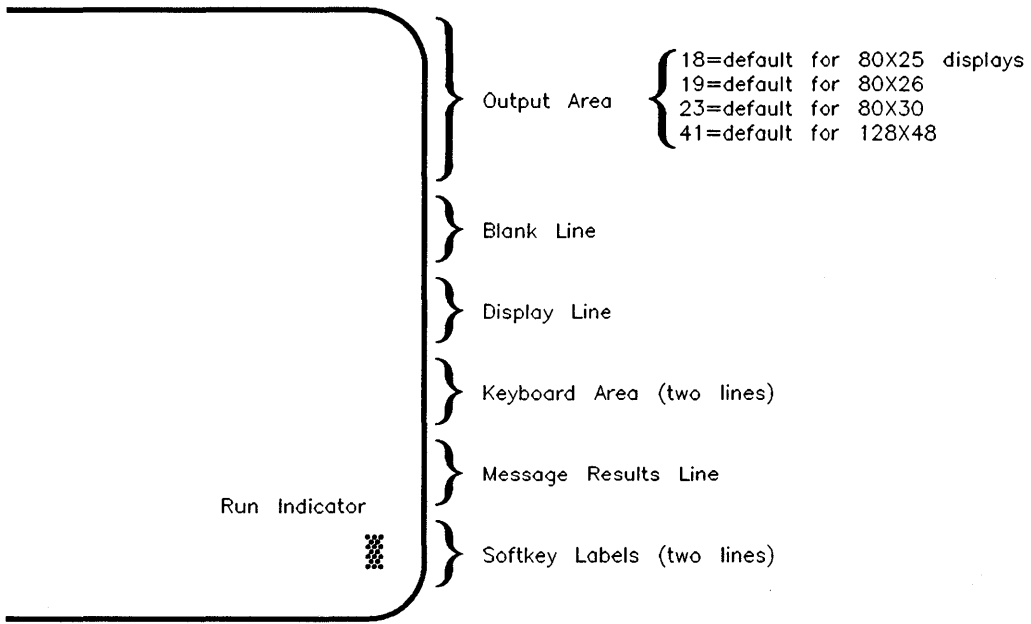 18=default for 80X25 displays
19=default for 80X26
Output Area
23=default for 80X30
41=default for 128X48
Blank Line
Display Line
Keyboard Area (two lines)
Message Results Line
Run Indicator
Softkey Labels (two lines)